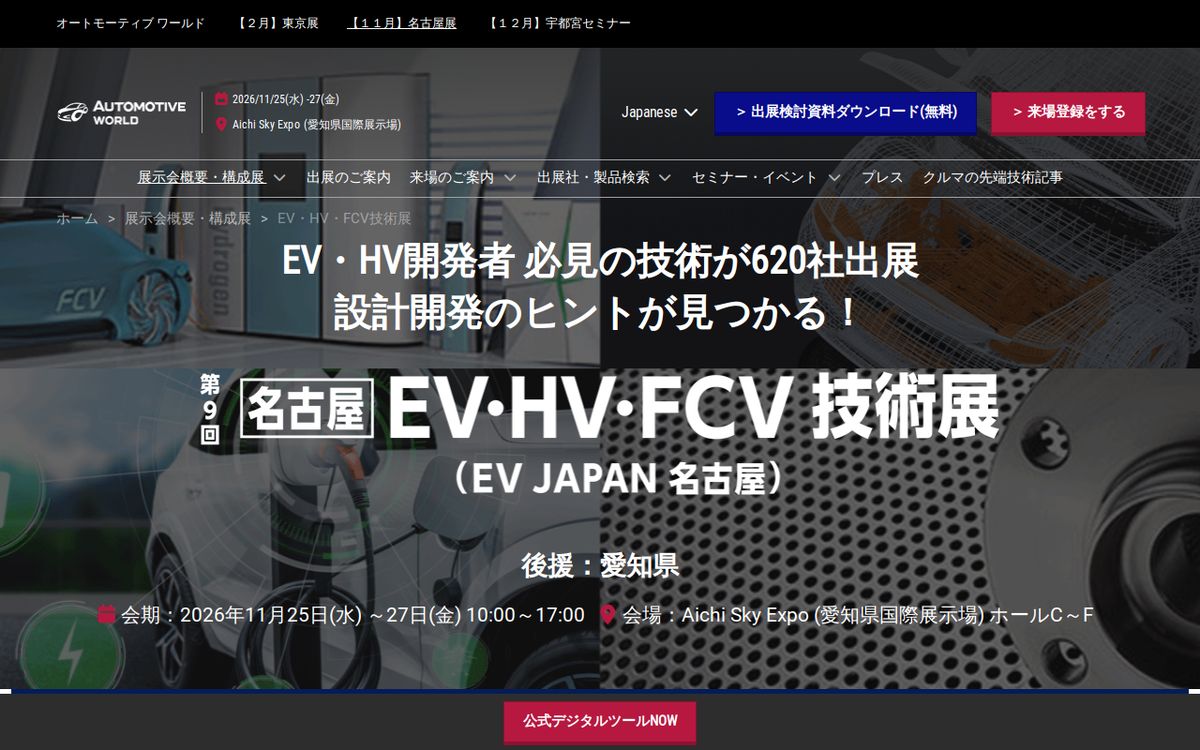 オートモーティブ ワールド 【２月】東京展 【１１月】名古屋展 【１２月】宇都宮セミナー
AUTOMOTIVE WORLD
2026/11/25(水) -27(金)
Aichi Sky Expo (愛知県国際展示場)
Japanese
＞出展検討資料ダウンロード(無料)
＞来場登録をする
展示会概要・構成展 出展のご案内 来場のご案内 出展社・製品検索 セミナー・イベント プレス クルマの先端技術記事
ホーム > 展示会概要・構成展 > EV・HV・FCV技術展
EV・HV開発者 必見の技術が620社出展
設計開発のヒントが見つかる！
FCV
hydrogen
第9回 名古屋 EV・HV・FCV 技術展
（EV JAPAN 名古屋）
後援：愛知県
会期：2026年11月25日(水) ～27日(金) 10:00～17:00 会場：Aichi Sky Expo (愛知県国際展示場) ホールC～F
公式デジタルツールNOW